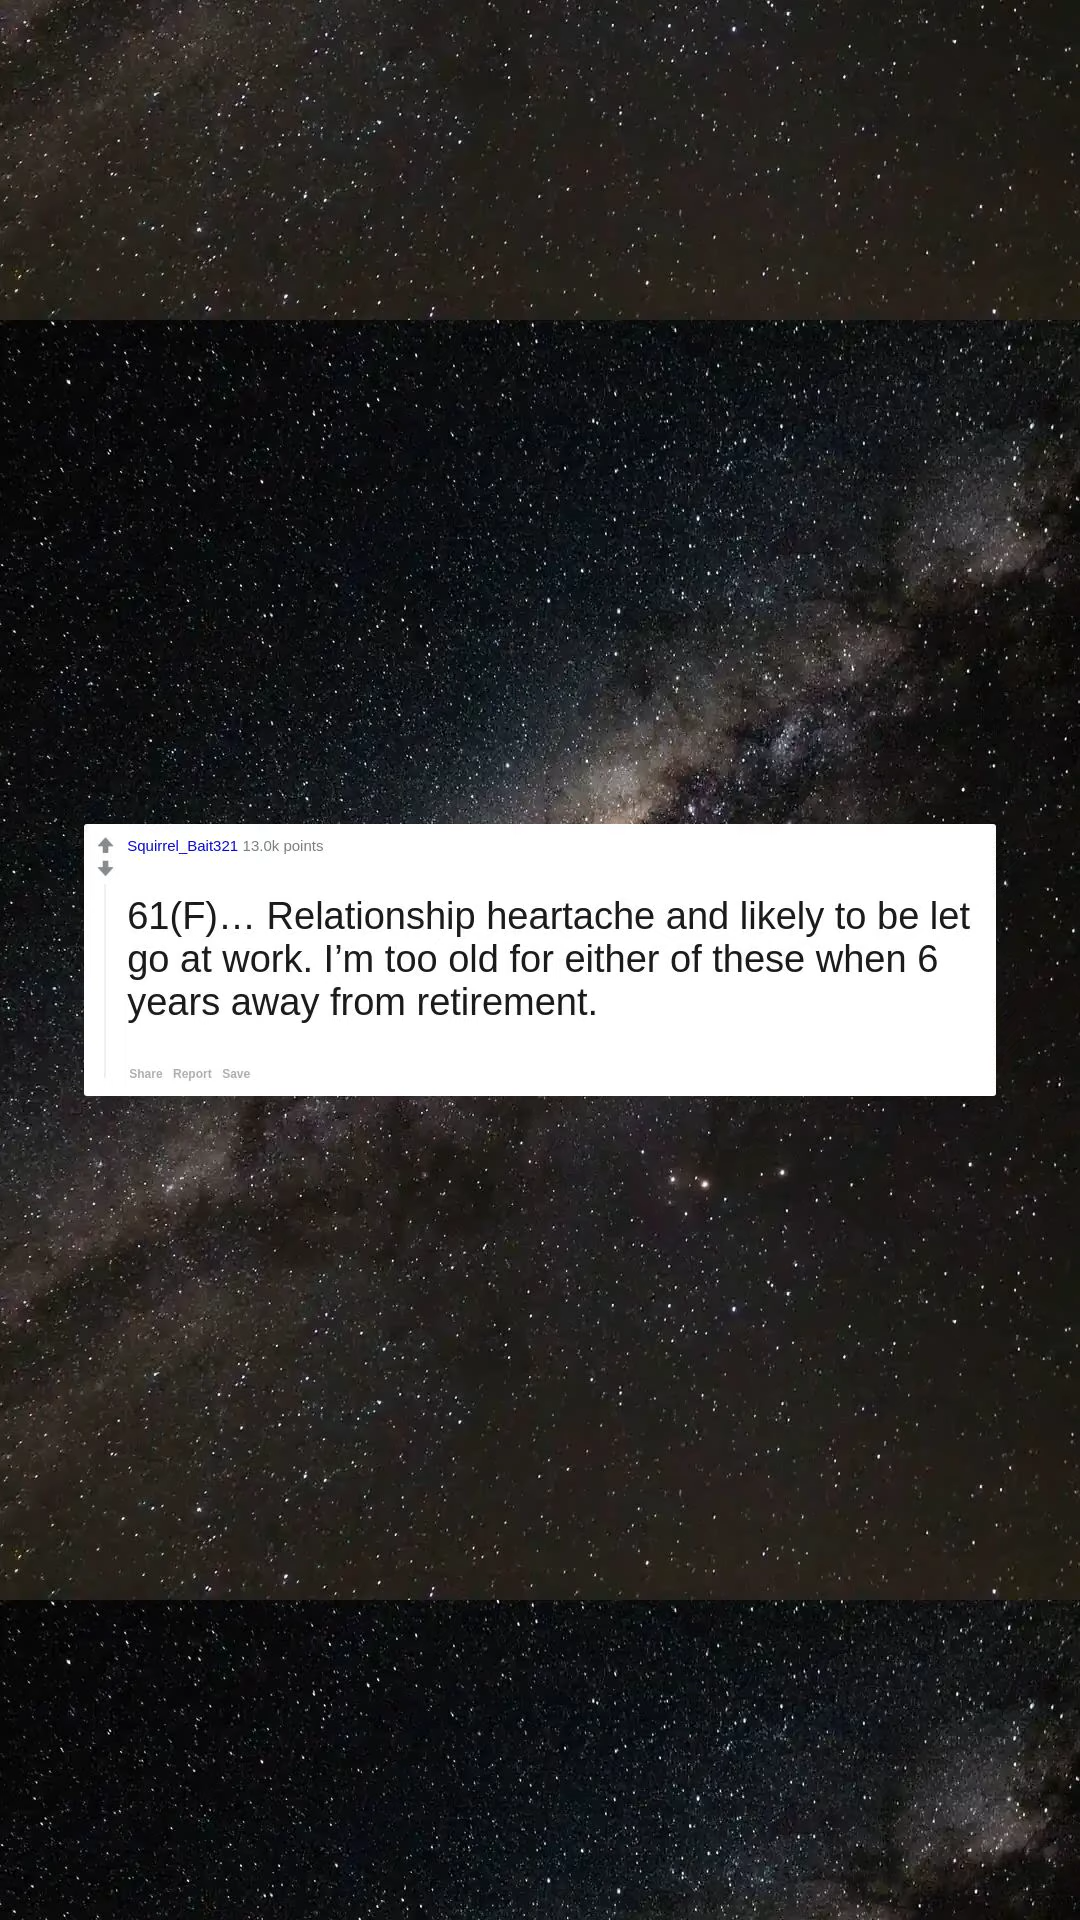 Squirrel_Bait321 13.0k points
61(F)… Relationship heartache and likely to be let
go at work. I’m too old for either of these when 6
years away from retirement.
Share Report Save